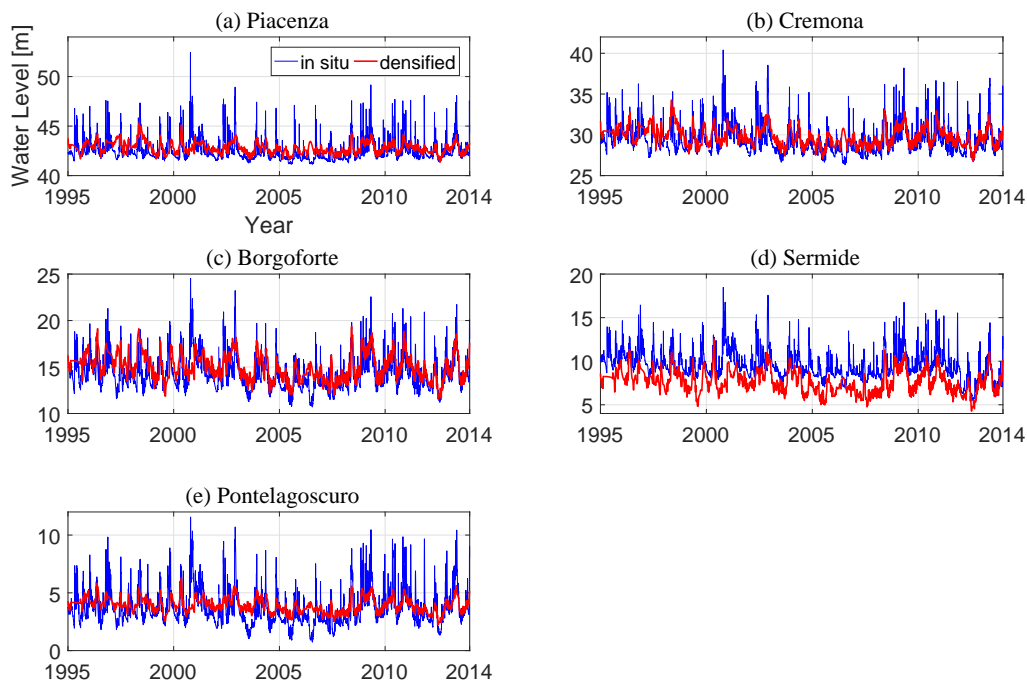 (a) Piacenza
(b) Cremona
Water Level [m]
50
45
40
in situ
densified
1995 2000 2005 2010 2014
Year
40
35
30
25
1995 2000 2005 2010 2014
(c) Borgoforte
(d) Sermide
25
20
15
10
1995 2000 2005 2010 2014
20
15
10
5
1995 2000 2005 2010 2014
(e) Pontelagoscuro
10
5
0
1995 2000 2005 2010 2014